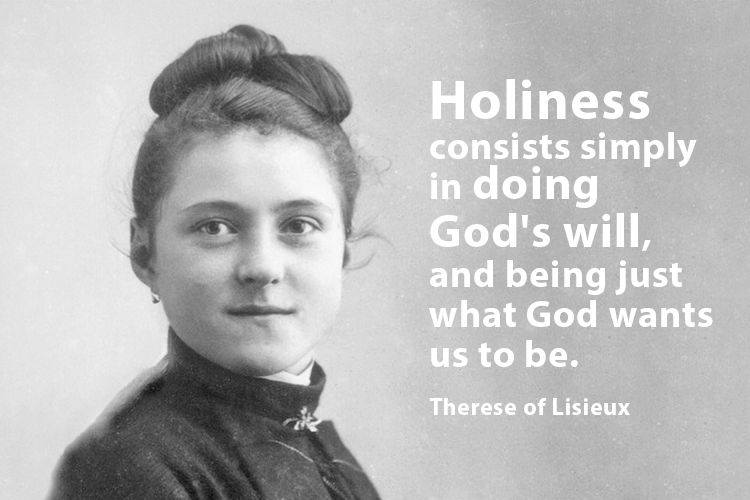 Holiness
consists simply
in doing
God's will,
and being just
what God wants
us to be.
Therese of Lisieux